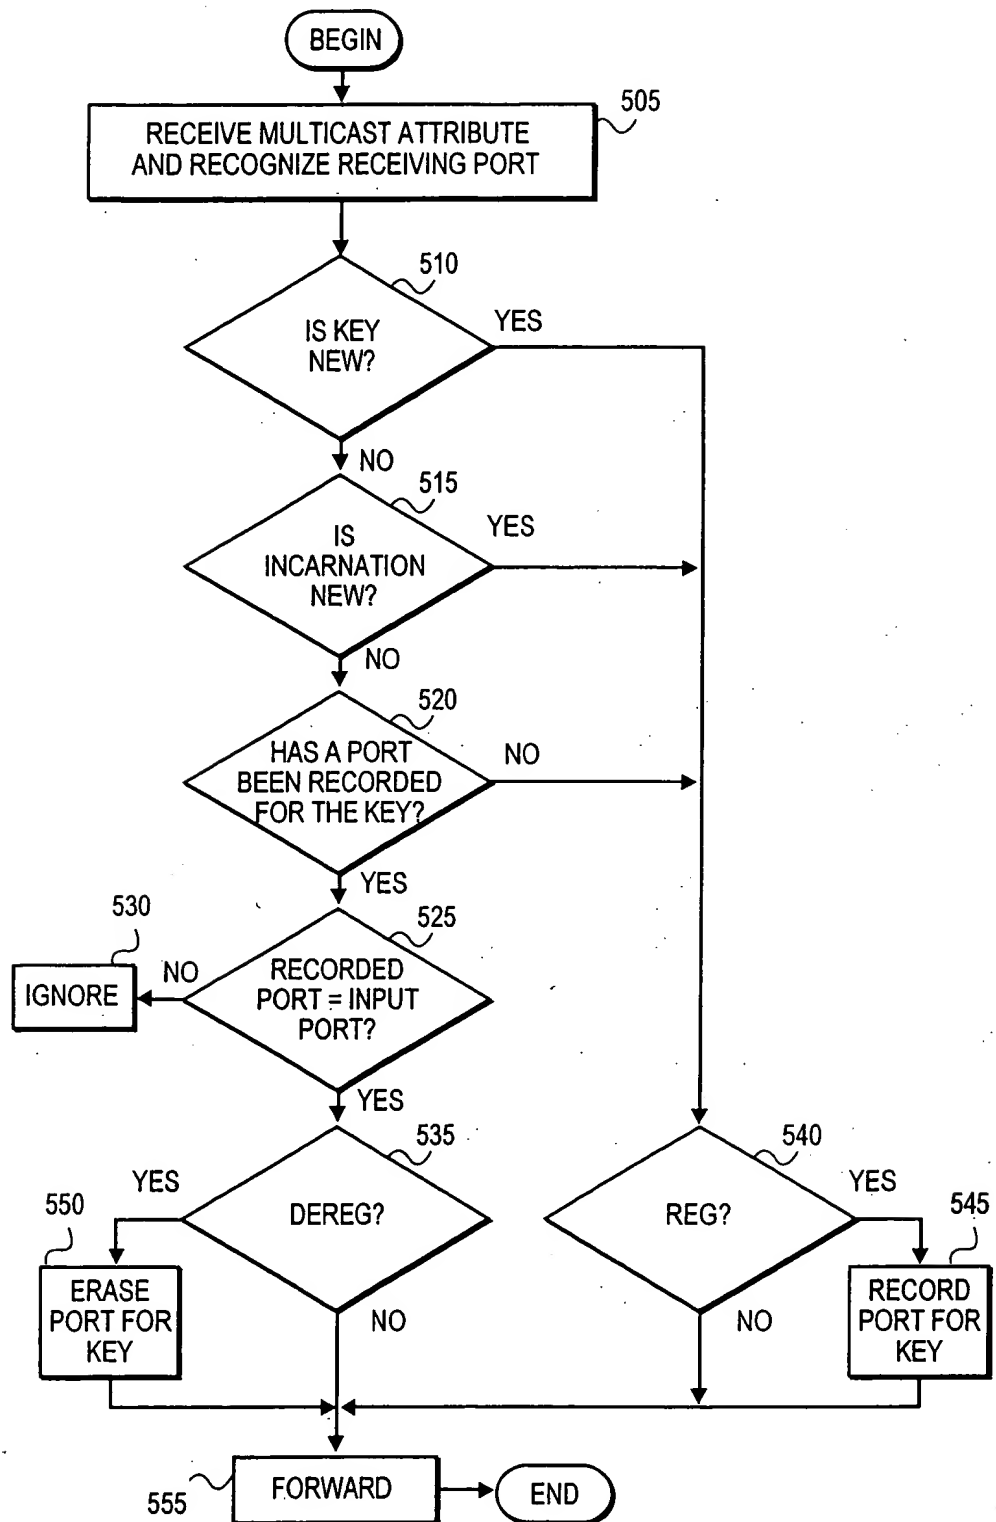 BEGIN
505
RECEIVE MULTICAST ATTRIBUTE
AND RECOGNIZE RECEIVING PORT
510
IS KEY
NEW?
YES
NO
515
IS
INCARNATION
NEW?
YES
NO
520
HAS A PORT
BEEN RECORDED
FOR THE KEY?
NO
YES
525
RECORDED
PORT = INPUT
PORT?
NO
530
IGNORE
YES
535
DEREG?
YES
550
ERASE
PORT FOR
KEY
NO
540
REG?
YES
545
RECORD
PORT FOR
KEY
NO
555
FORWARD
END